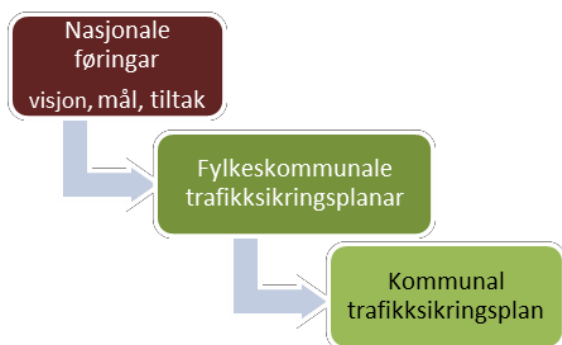 Nasjonale
føringar
visjon, mål, tiltak
Fylkeskommunale
trafikksikringsplanar
Kommunal
trafikksikringsplan